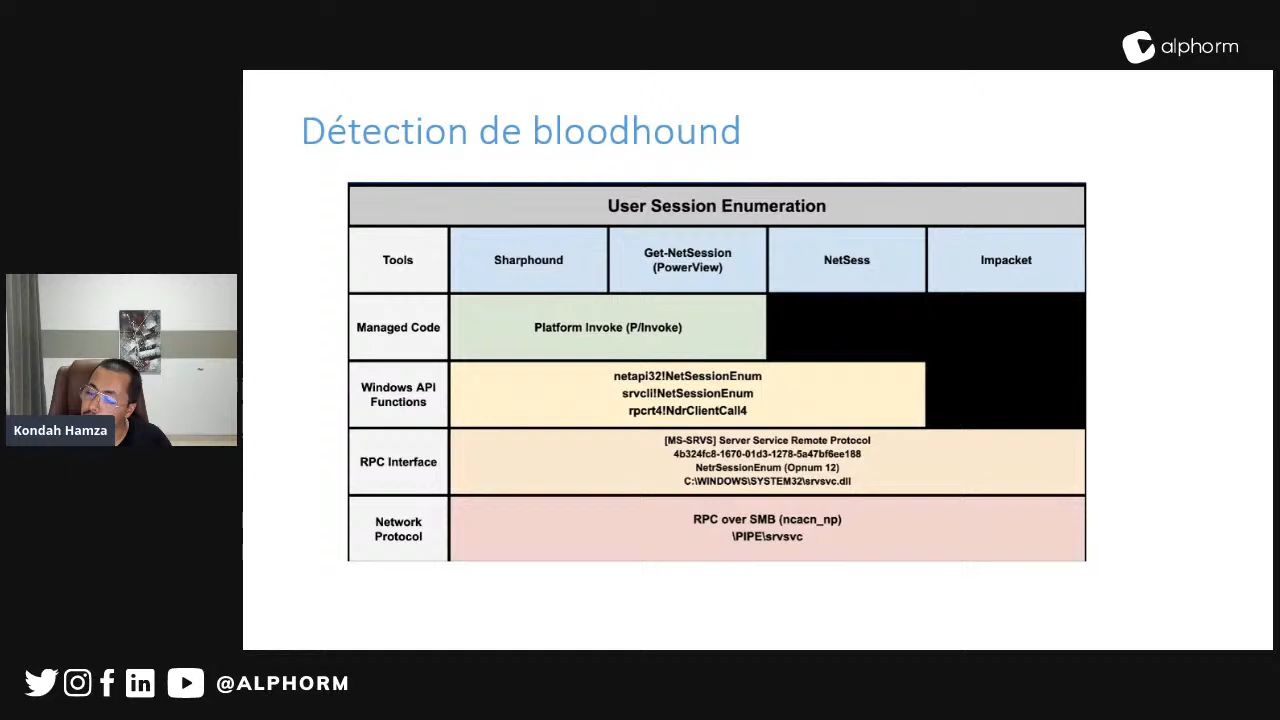 alphorm
Détection de bloodhound
User Session Enumeration
Tools
Sharphound
Get-NetSession
(PowerView)
NetSess
Impacket
Managed Code
Platform Invoke (P/Invoke)
Windows API
Functions
netapi32!NetSessionEnum
srvcli!NetSessionEnum
rpcrt4!NdrClientCall4
RPC Interface
[MS-SRVS] Server Service Remote Protocol
4b324fc8-1670-01d3-1278-5a47bf6ee188
NetrSessionEnum (Opnum 12)
C:\WINDOWS\SYSTEM32\srvsvc.dll
Network
Protocol
RPC over SMB (ncacn_np)
\PIPE\srvsvc
Kondah Hamza
@ALPHORM